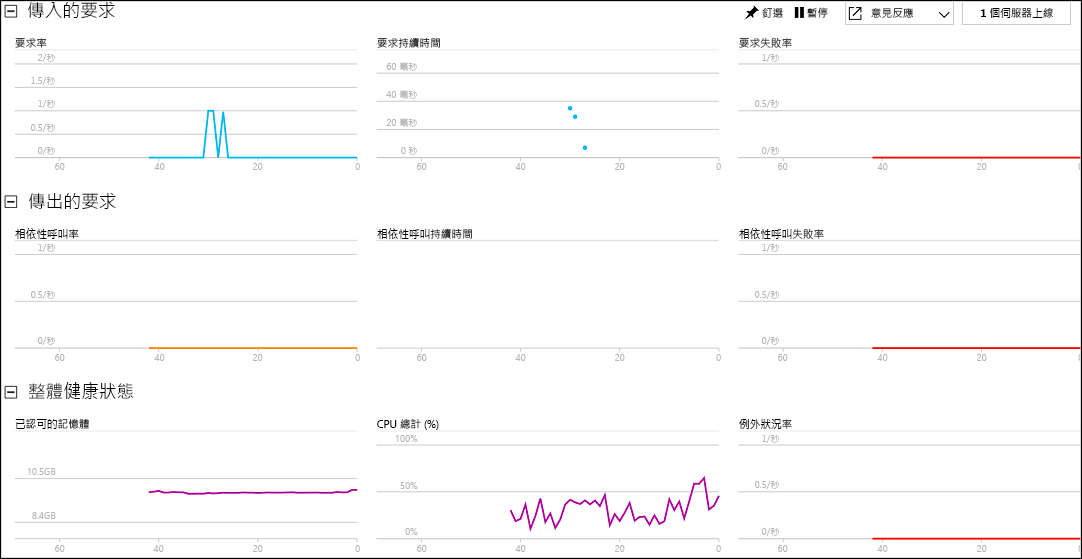 傳入的要求
釘選 暫停 意見反應 1 個伺服器上線
要求率 要求持續時間 要求失敗率
2/秒
1.5/秒
1/秒
0.5/秒
0/秒
60 40 20 0
60 毫秒
40 毫秒
20 毫秒
0 秒
60 40 20 0
1/秒
0.5/秒
0/秒
60 40 20 0
傳出的要求
相依性呼叫率 相依性呼叫持續時間 相依性呼叫失敗率
1/秒
0.5/秒
0/秒
60 40 20 0
60 40 20 0
1/秒
0.5/秒
0/秒
60 40 20 0
整體健康狀態
已認可的記憶體 CPU 總計 (%) 例外狀況率
10.5GB
8.4GB
60 40 20 0
100%
50%
0%
60 40 20 0
1/秒
0.5/秒
0/秒
60 40 20 0